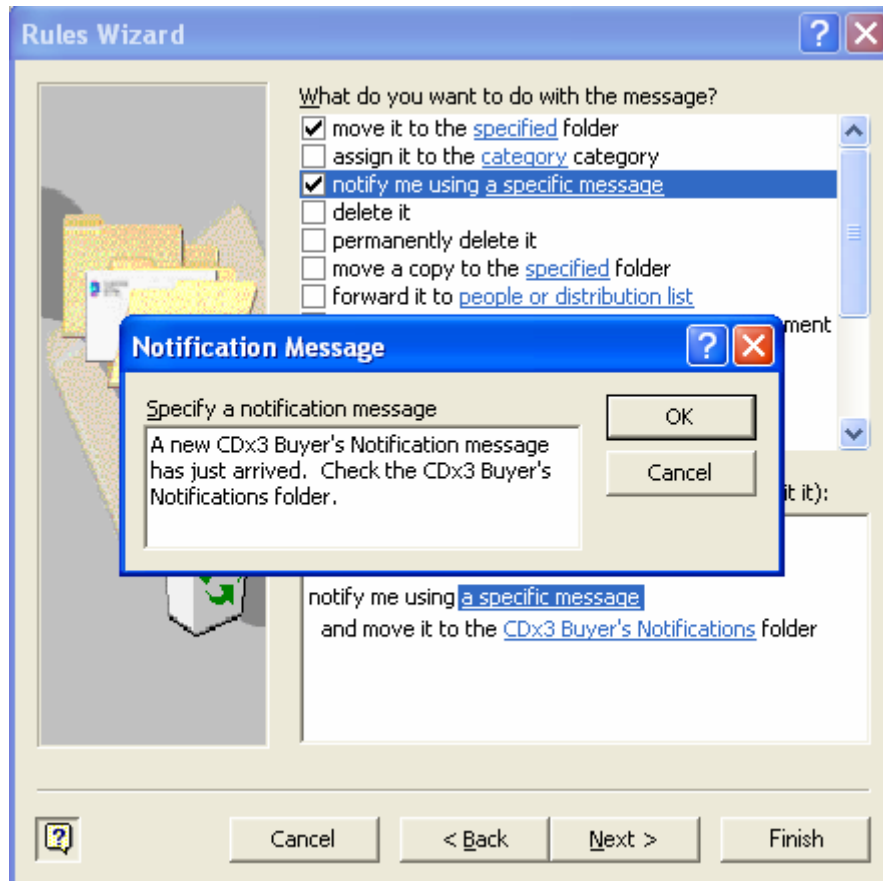 Rules Wizard
What do you want to do with the message?
move it to the specified folder
assign it to the category category
notify me using a specific message
delete it
permanently delete it
move a copy to the specified folder
forward it to people or distribution list
Notification Message
Specify a notification message
A new CDx3 Buyer's Notification message
has just arrived.  Check the CDx3 Buyer's
Notifications folder.
OK
Cancel
it):
notify me using a specific message
and move it to the CDx3 Buyer's Notifications folder
Cancel
< Back
Next >
Finish